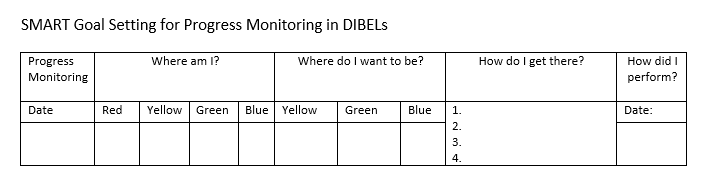 SMART Goal Setting for Progress Monitoring in DIBELs
Progress Monitoring
Where am I?
Where do I want to be?
How do I get there?
How did I perform?
Date
Red
Yellow
Green
Blue
Yellow
Green
Blue
1.
2.
3.
4.
Date: